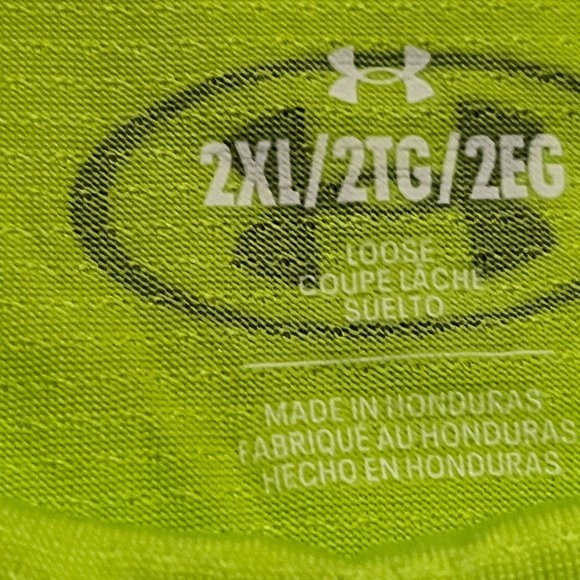 2XL/2TG/2EG
LOOSE
COUPE LÂCHE
SUELTO
MADE IN HONDURAS
FABRIQUÉ AU HONDURAS
HECHO EN HONDURAS